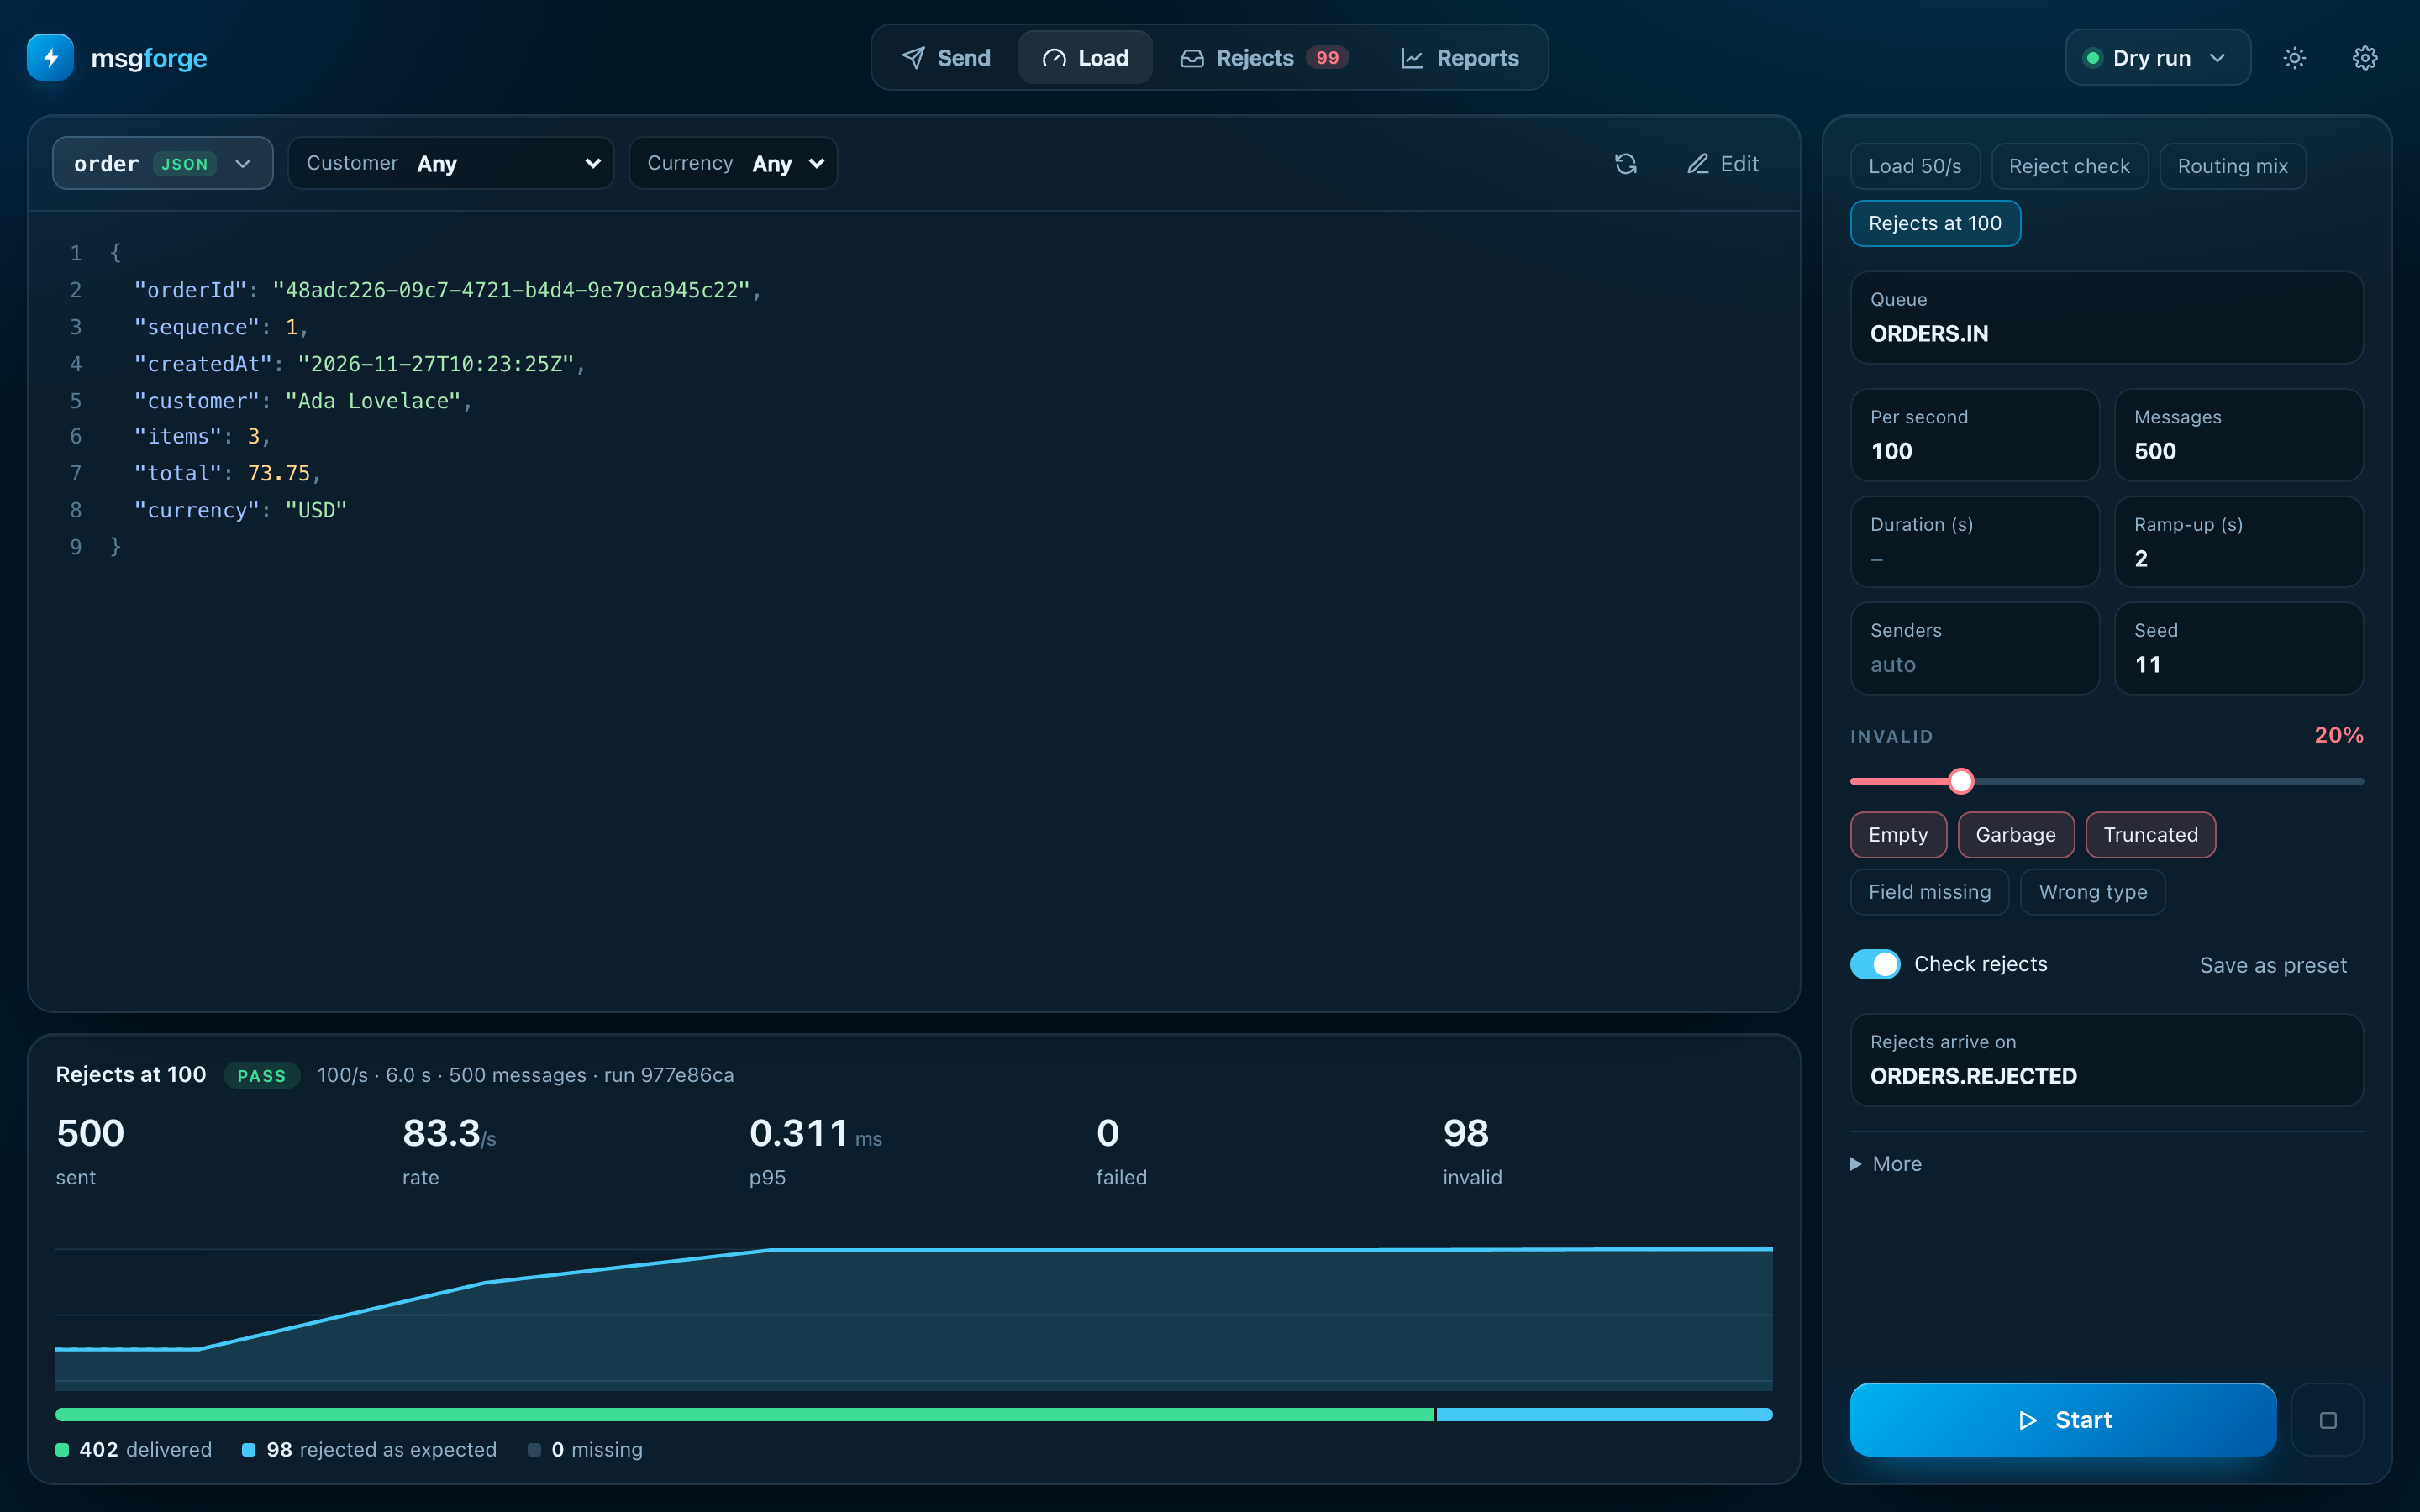 msgforge
Send Load Rejects 99 Reports
Dry run
order JSON Customer Any Currency Any
Edit
1 {
2 "orderId": "48adc226-09c7-4721-b4d4-9e79ca945c22",
3 "sequence": 1,
4 "createdAt": "2026-11-27T10:23:25Z",
5 "customer": "Ada Lovelace",
6 "items": 3,
7 "total": 73.75,
8 "currency": "USD"
9 }
Rejects at 100 PASS 100/s · 6.0 s · 500 messages · run 977e86ca
500 83.3/s 0.311 ms 0 98
sent rate p95 failed invalid
402 delivered 98 rejected as expected 0 missing
Load 50/s Reject check Routing mix
Rejects at 100
Queue
ORDERS.IN
Per second Messages
100 500
Duration (s) Ramp-up (s)
– 2
Senders Seed
auto 11
INVALID 20%
Empty Garbage Truncated
Field missing Wrong type
Check rejects Save as preset
Rejects arrive on
ORDERS.REJECTED
More
Start